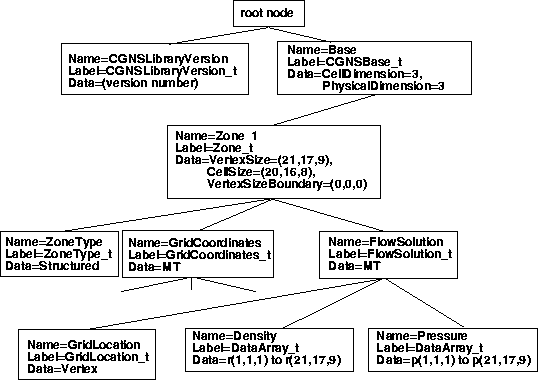 root node
Name=CGNSLibraryVersion
Label=CGNSLibraryVersion_t
Data=(version number)
Name=Base
Label=CGNSBase_t
Data=CellDimension=3,
PhysicalDimension=3
Name=Zone 1
Label=Zone_t
Data=VertexSize=(21,17,9),
CellSize=(20,16,8),
VertexSizeBoundary=(0,0,0)
Name=ZoneType
Label=ZoneType_t
Data=Structured
Name=GridCoordinates
Label=GridCoordinates_t
Data=MT
Name=FlowSolution
Label=FlowSolution_t
Data=MT
Name=GridLocation
Label=GridLocation_t
Data=Vertex
Name=Density
Label=DataArray_t
Data=r(1,1,1) to r(21,17,9)
Name=Pressure
Label=DataArray_t
Data=p(1,1,1) to p(21,17,9)